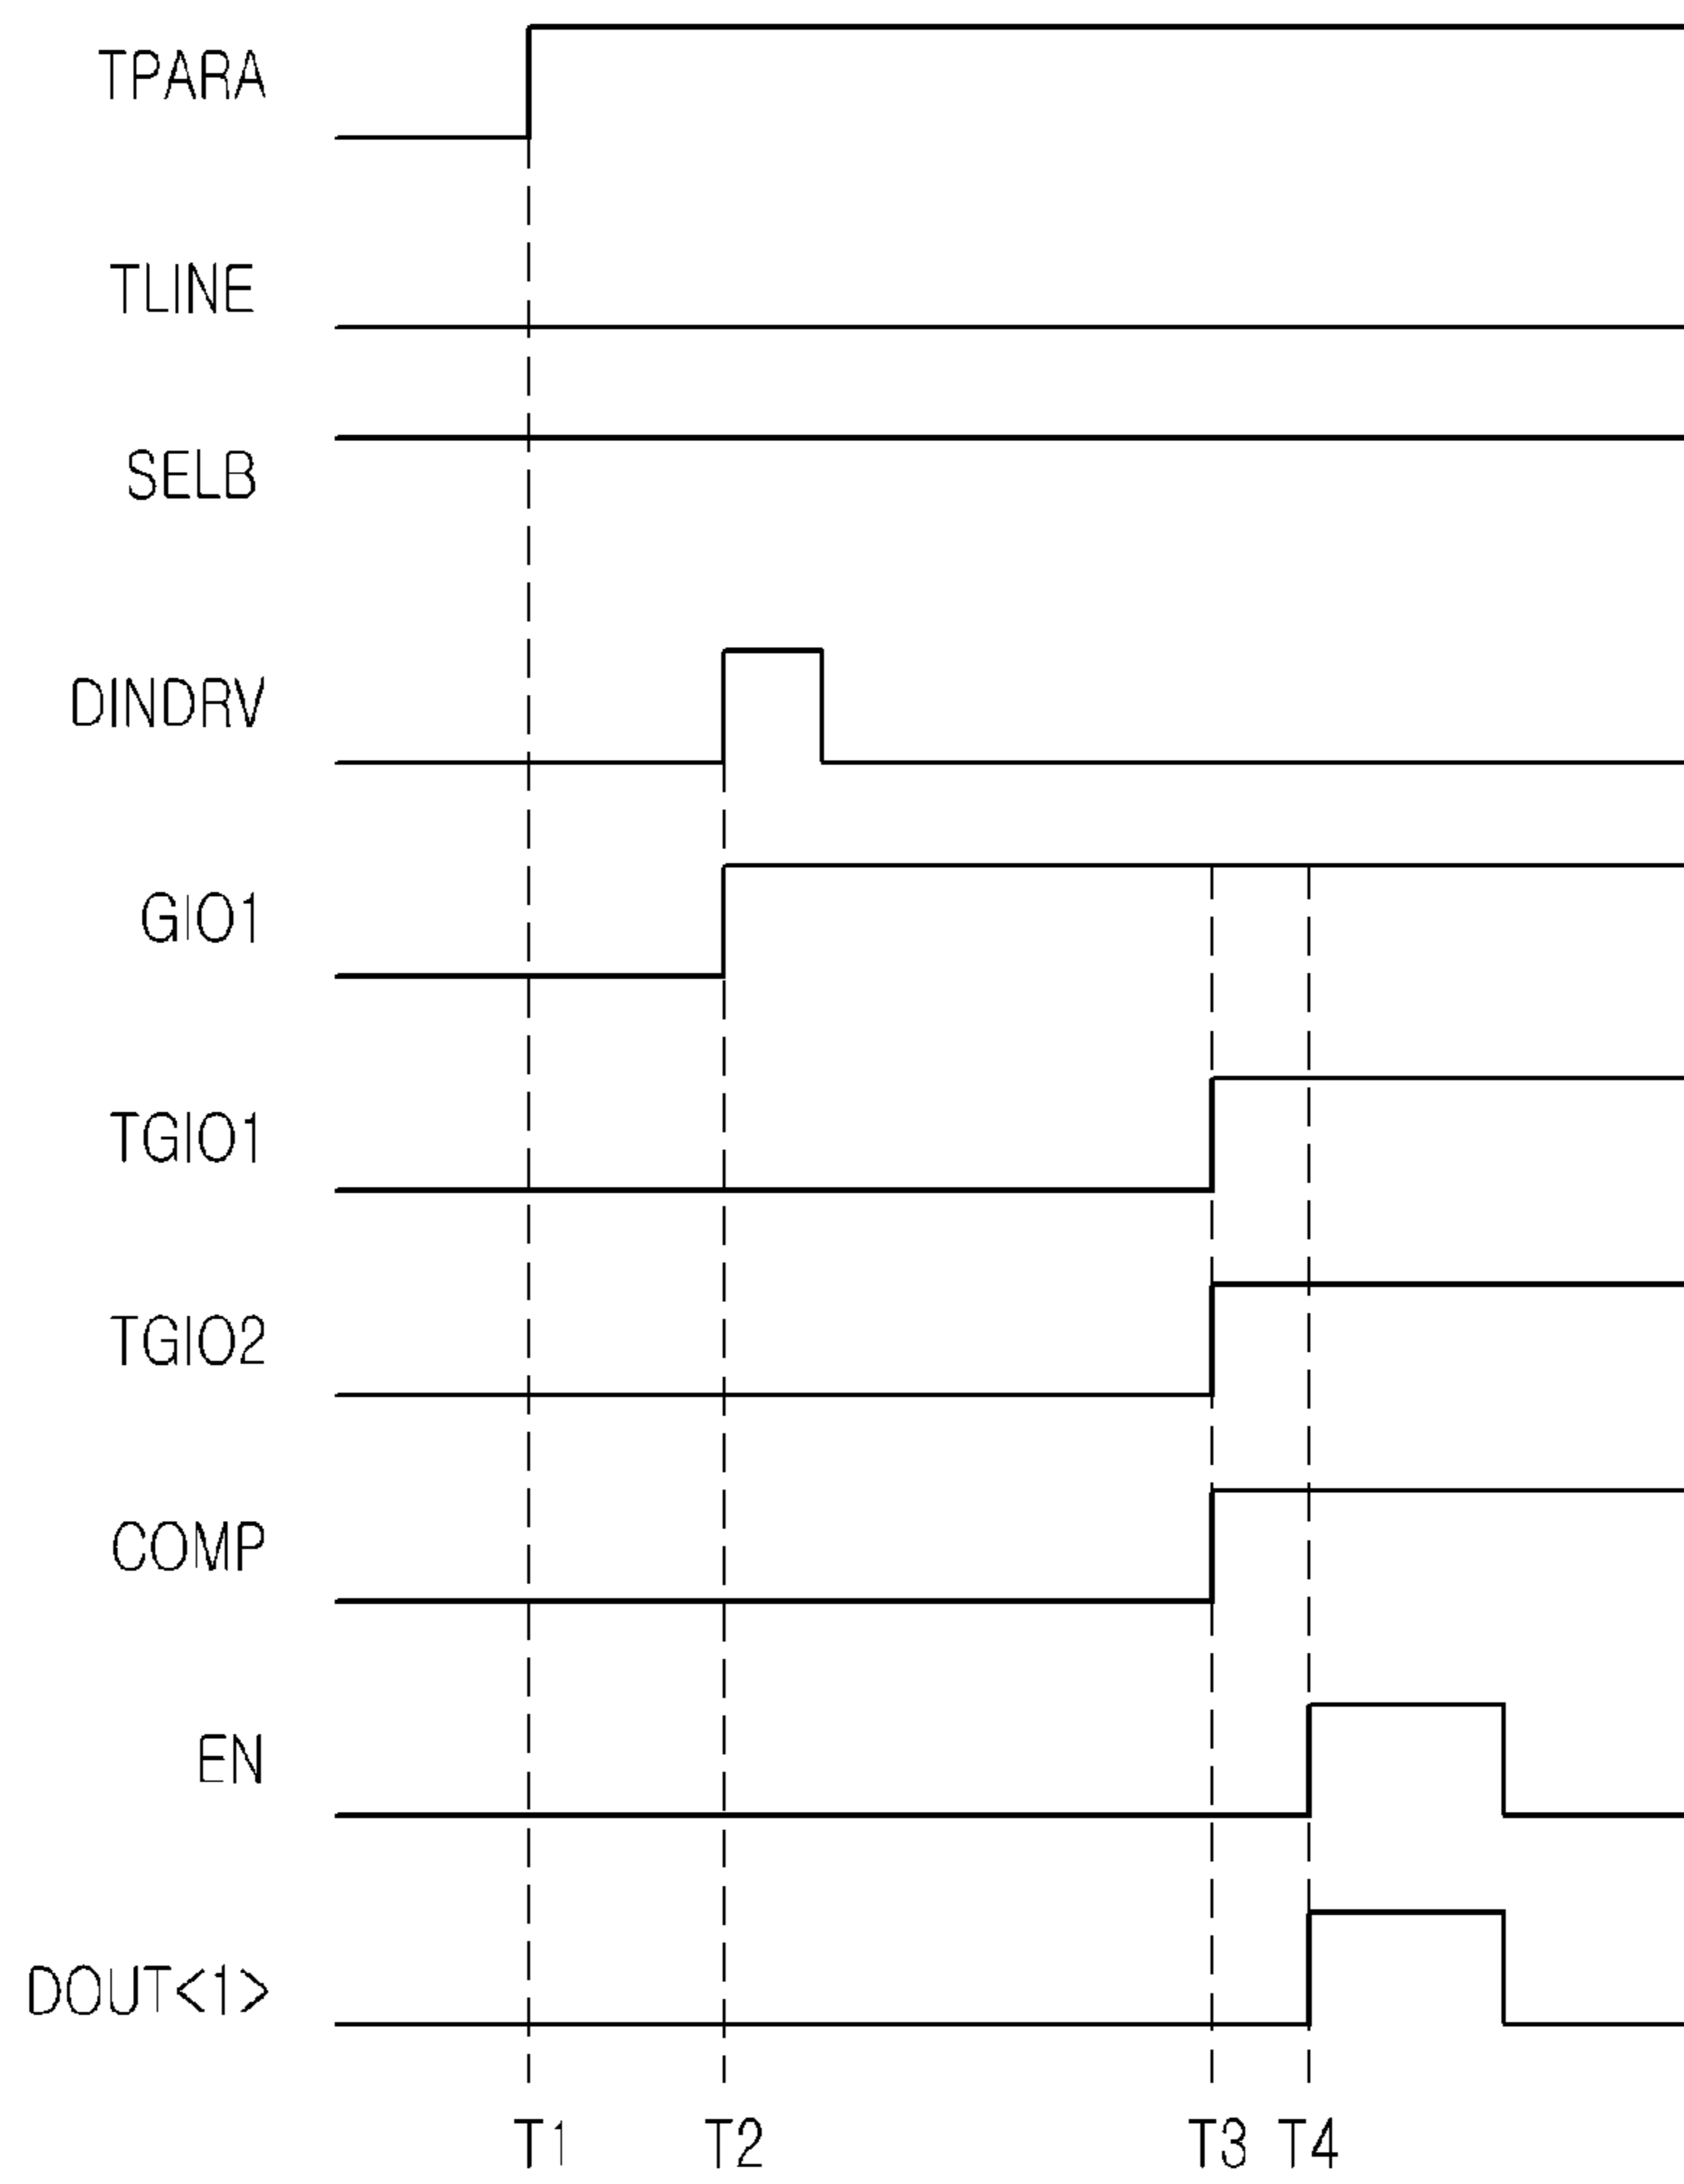 TPARA
TLINE
SELB
DINDRV
GIO1
TGIO1
TGIO2
COMP
EN
DOUT<1>
T1 T2 T3 T4